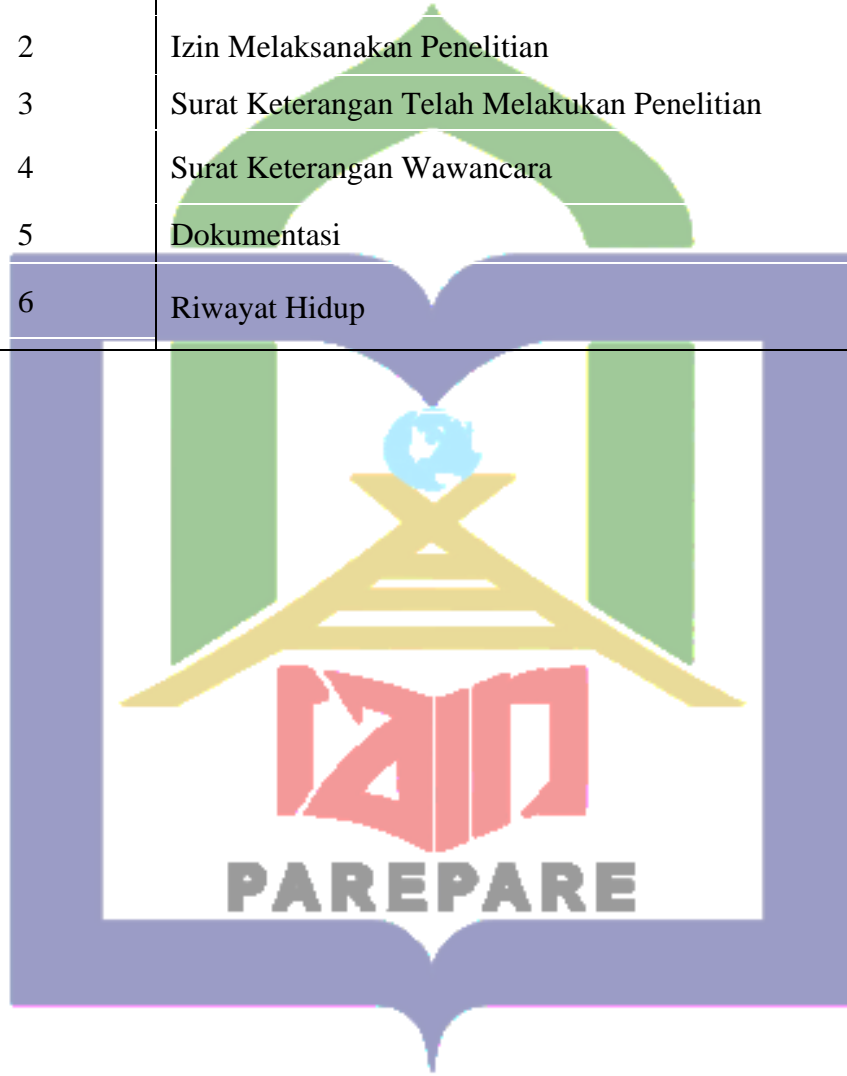 2 Izin Melaksanakan Penelitian
3 Surat Keterangan Telah Melakukan Penelitian
4 Surat Keterangan Wawancara
5 Dokumentasi
6 Riwayat Hidup
iain
PAREPARE